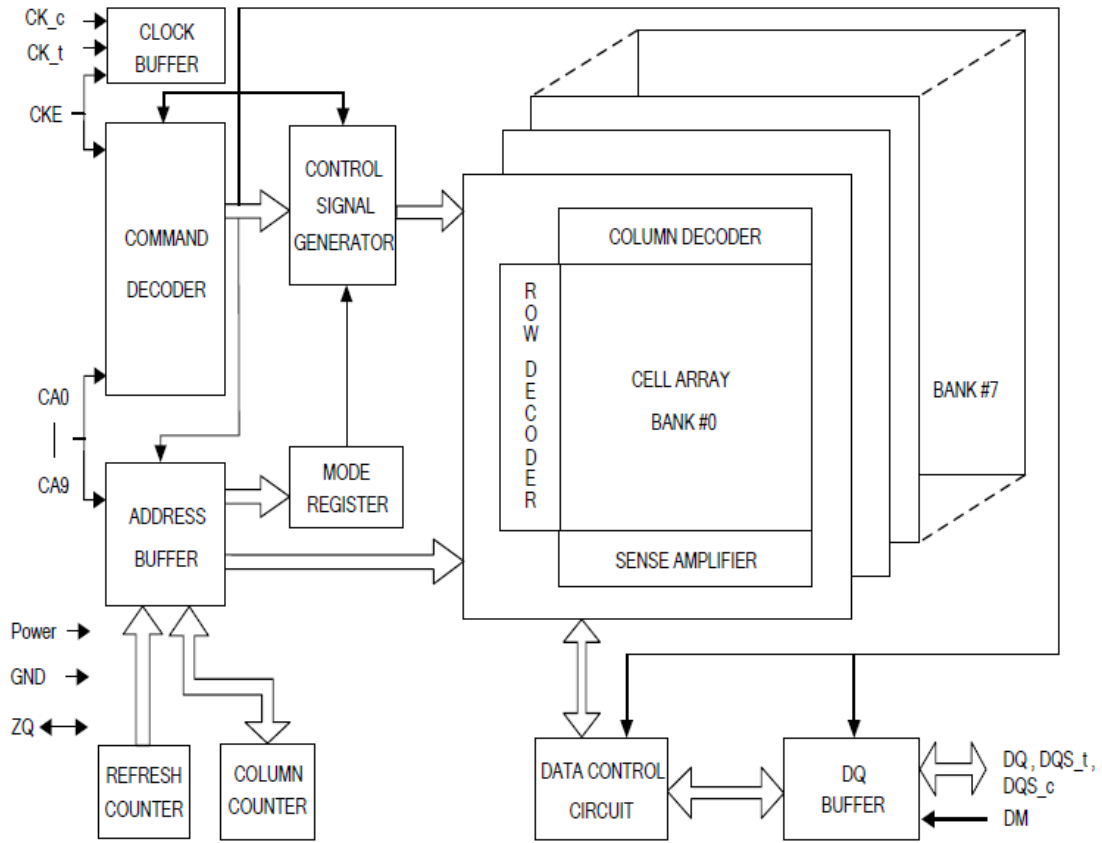 CK_c
CK_t
CKE
CLOCK
BUFFER
COMMAND
DECODER
CONTROL
SIGNAL
GENERATOR
CA0
CA9
ADDRESS
BUFFER
MODE
REGISTER
COLUMN DECODER
ROW DECODER
CELL ARRAY
BANK #0
SENSE AMPLIFIER
BANK #7
Power
GND
ZQ
REFRESH
COUNTER
COLUMN
COUNTER
DATA CONTROL
CIRCUIT
DQ
BUFFER
DQ , DQS_t ,
DQS_c
DM